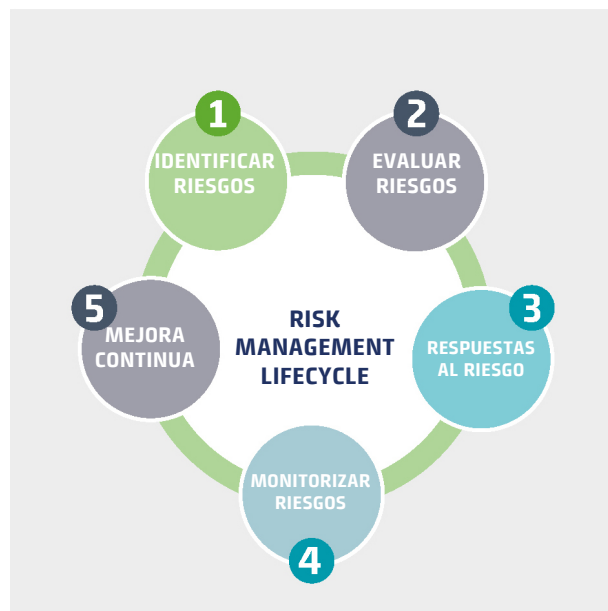 1
IDENTIFICAR
RIESGOS
2
EVALUAR
RIESGOS
3
RESPUESTAS
AL RIESGO
4
MONITORIZAR
RIESGOS
5
MEJORA
CONTINUA
RISK
MANAGEMENT
LIFECYCLE